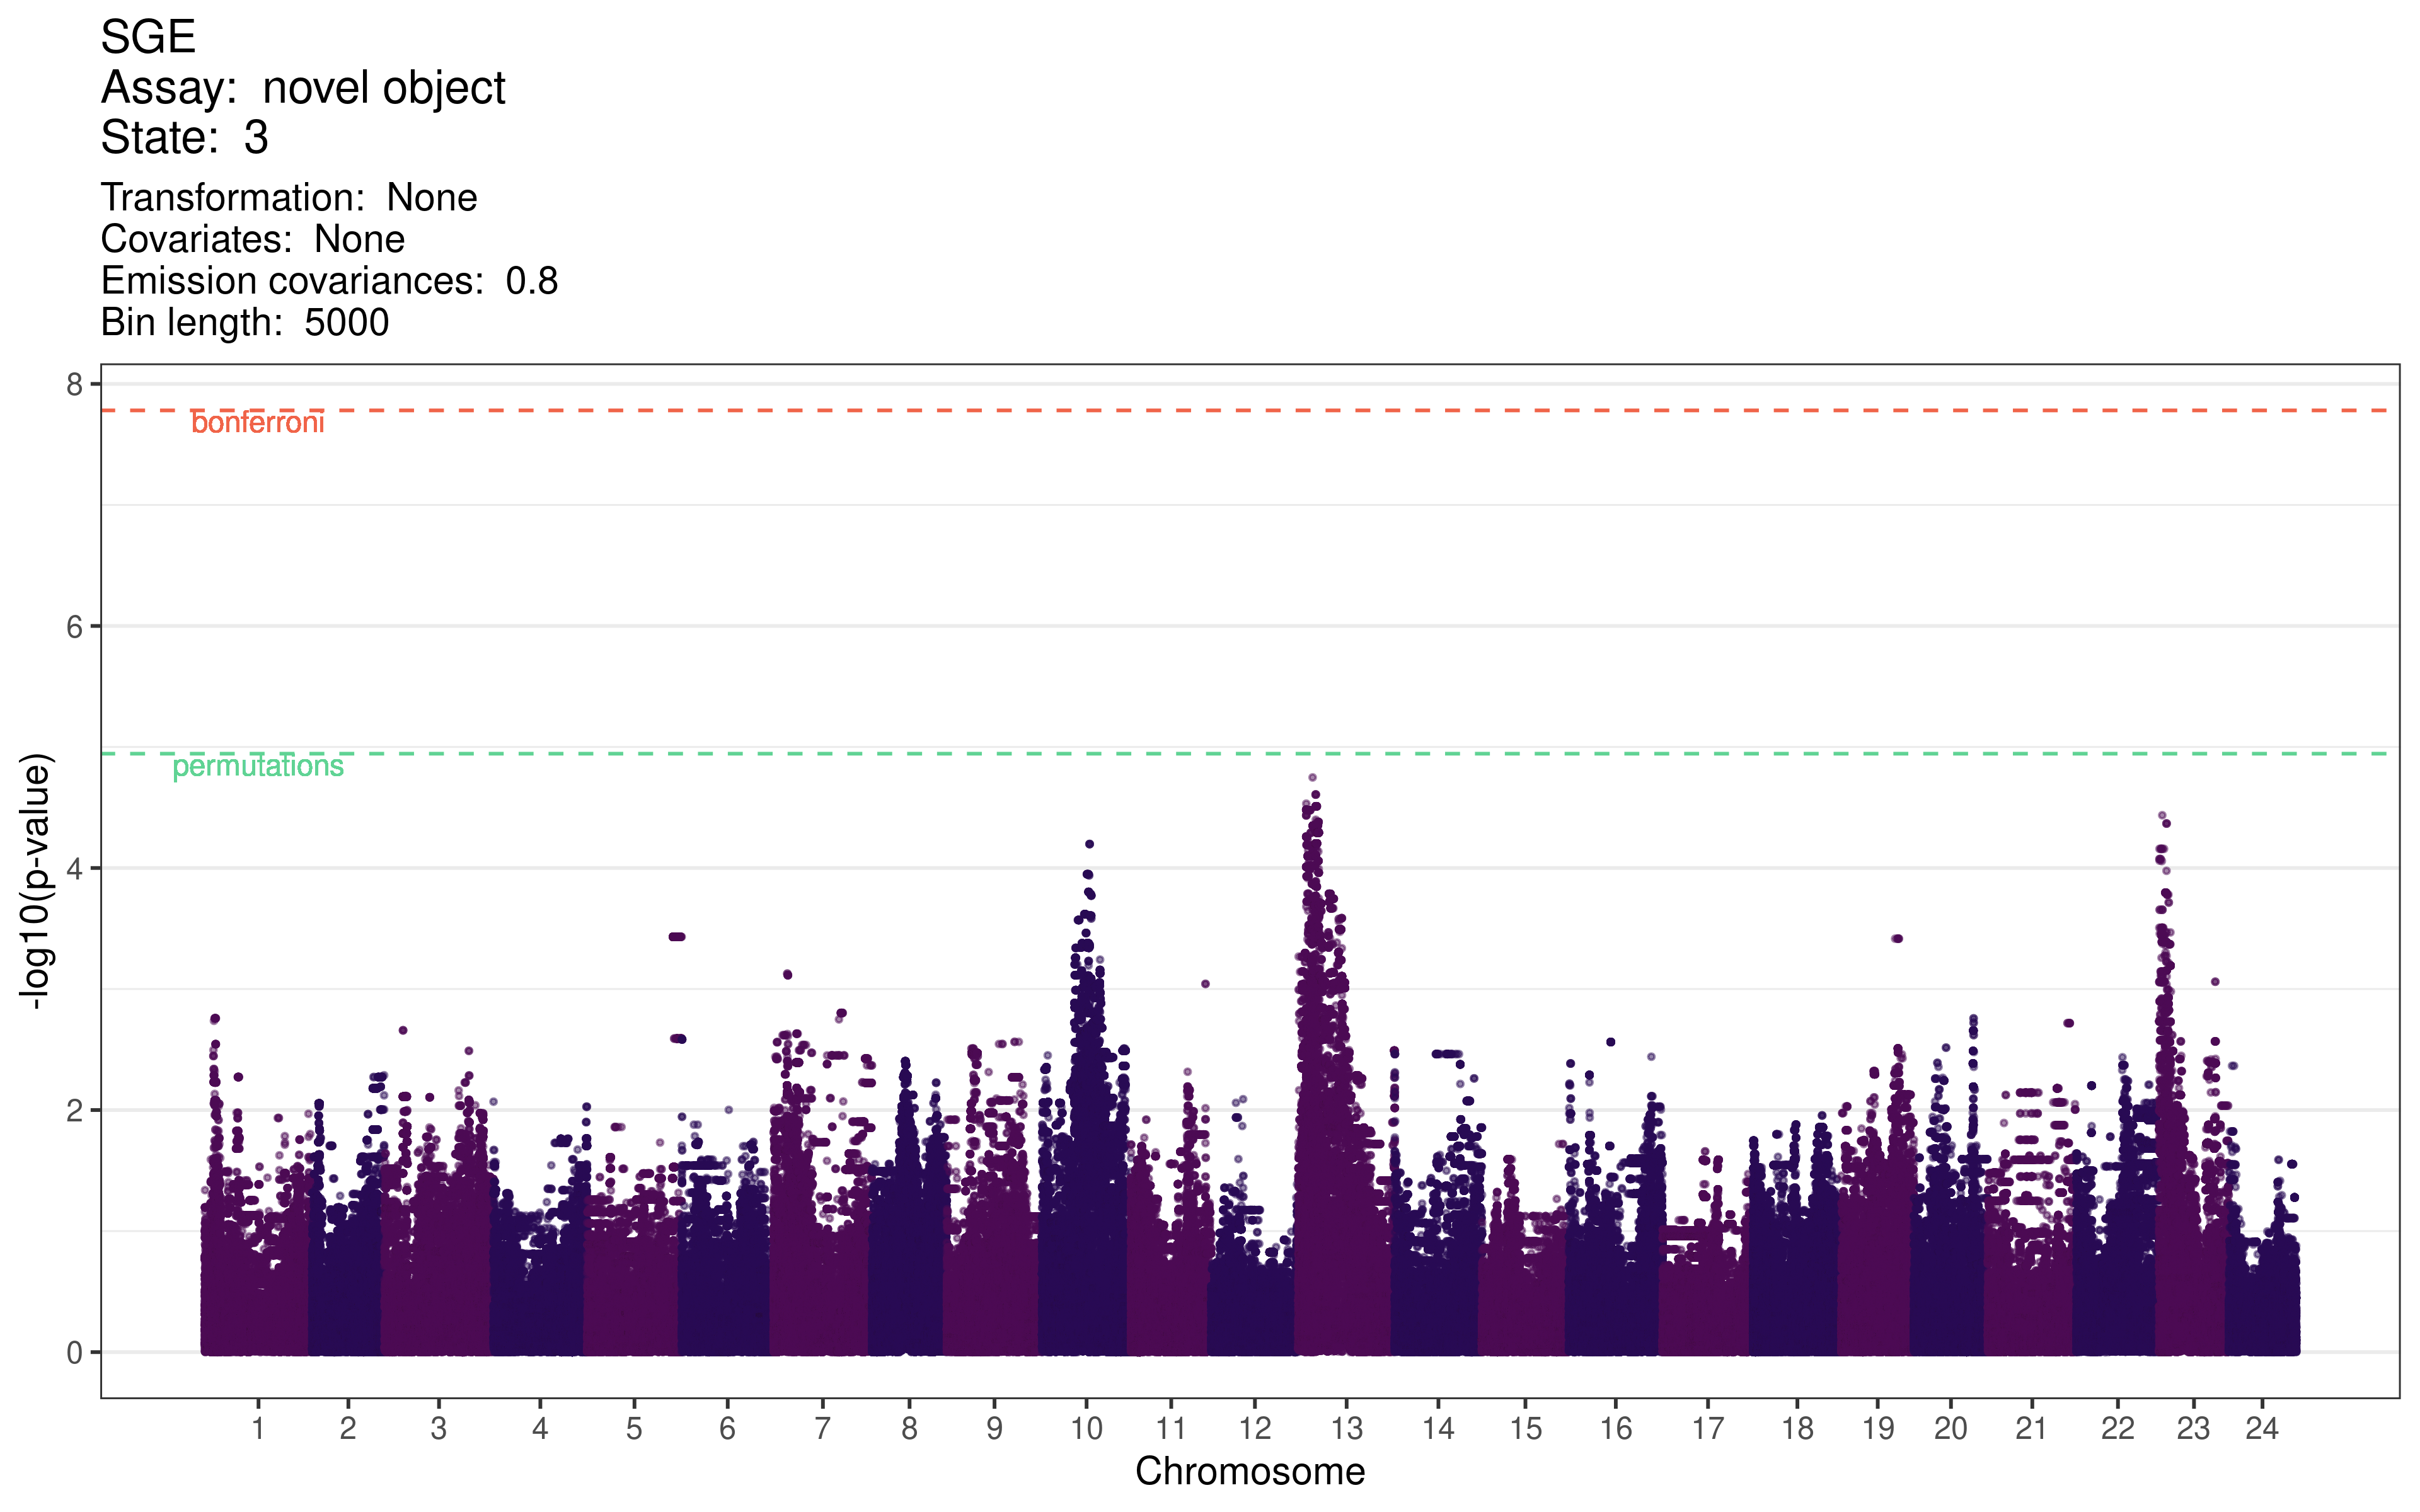 SGE
Assay:  novel object
State:  3
Transformation:  None
Covariates:  None
Emission covariances:  0.8
Bin length:  5000
8
bonferroni
6
permutations
4
2
0
-log10(p-value)
1 2 3 4 5 6 7 8 9 10 11 12 13 14 15 16 17 18 19 20 21 22 23 24
Chromosome